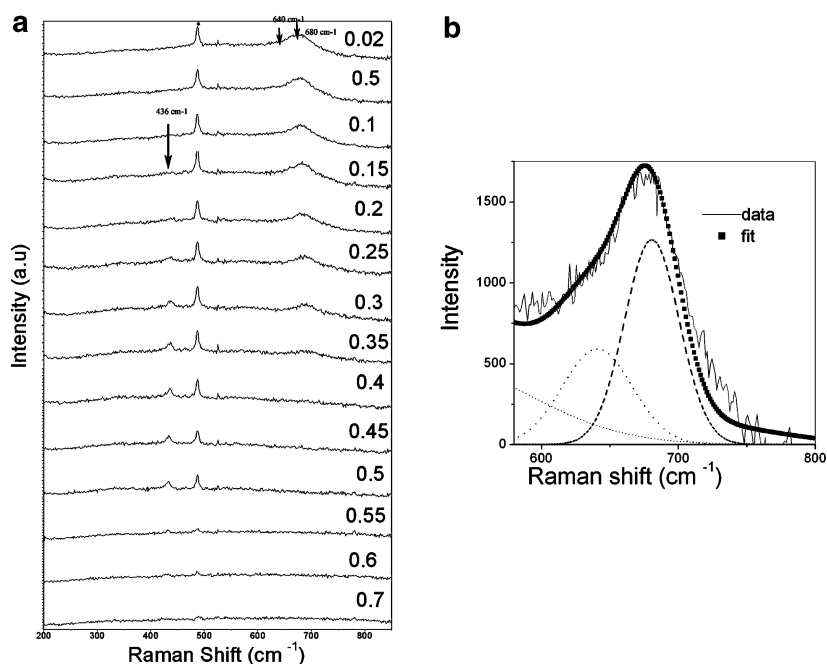 a
640 cm-1
680 cm-1
0.02
0.5
436 cm-1
0.1
0.15
0.2
0.25
0.3
0.35
0.4
0.45
0.5
0.55
0.6
0.7
Intensity (a.u)
200 300 400 500 600 700 800
Raman Shift (cm -1)
b
1500
1000
500
0
Intensity
data
fit
600 700 800
Raman shift (cm -1)